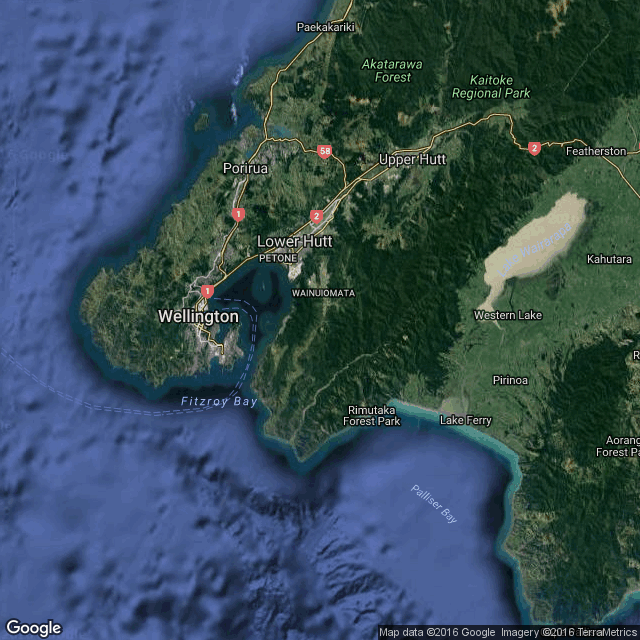 Paekakariki
Akatarawa
Forest
Kaitoke
Regional Park
58
2
Upper Hutt
Featherston
Porirua
1
2
Lower Hutt
PETONE
Kahutara
1
WAINUIOMATA
Wellington
Western Lake
Pirinoa
Fitzroy Bay
Rimutaka
Forest Park
Lake Ferry
Aorang
Forest Pa
Palliser Bay
Google
Map data ©2016 Google Imagery ©2016 TerraMetrics